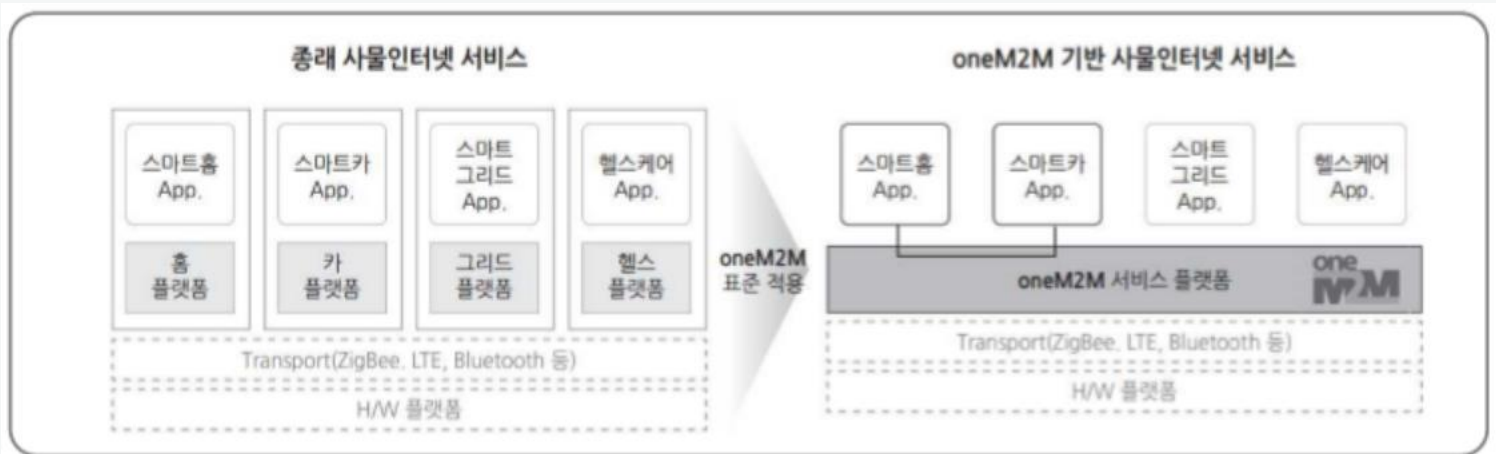 종래 사물인터넷 서비스
스마트홈
App.
스마트카
App.
스마트
그리드
App.
헬스케어
App.
홈
플랫폼
카
플랫폼
그리드
플랫폼
헬스
플랫폼
Transport(ZigBee. LTE, Bluetooth 등)
H/W 플랫폼
oneM2M
표준 적용
oneM2M 기반 사물인터넷 서비스
스마트홈
App.
스마트카
App.
스마트
그리드
App.
헬스케어
App.
oneM2M 서비스 플랫폼
one
M2M
Transport(ZigBee. LTE, Bluetooth 등)
H/W 플랫폼